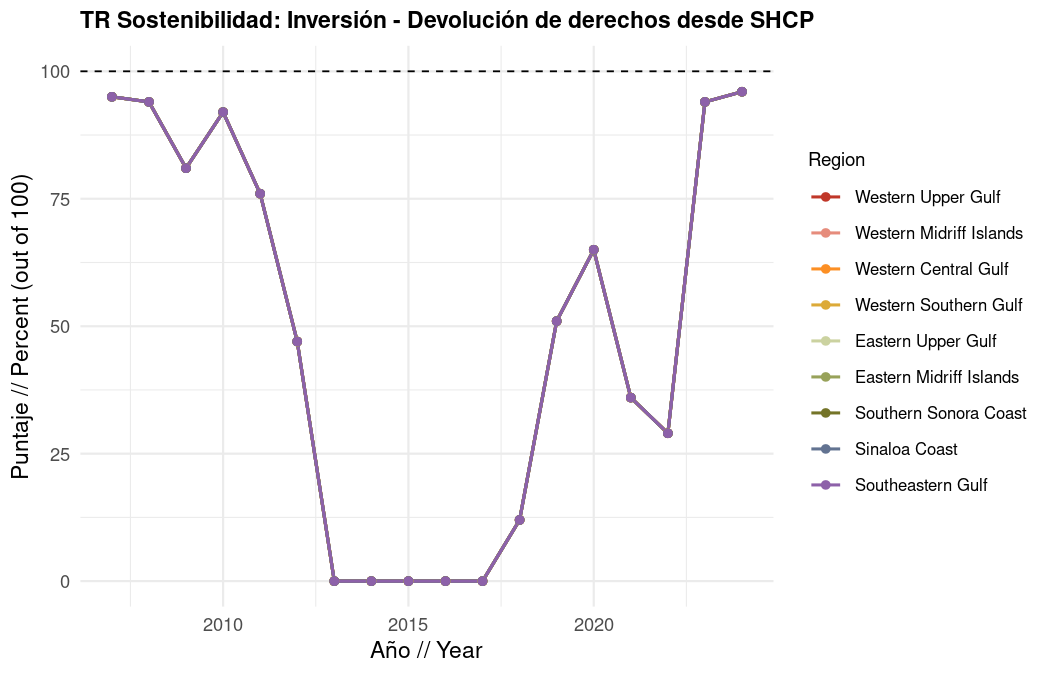 TR Sostenibilidad: Inversión - Devolución de derechos desde SHCP
Puntaje // Percent (out of 100)
100
75
50
25
0
2010
2015
2020
Año // Year
Region
Western Upper Gulf
Western Midriff Islands
Western Central Gulf
Western Southern Gulf
Eastern Upper Gulf
Eastern Midriff Islands
Southern Sonora Coast
Sinaloa Coast
Southeastern Gulf